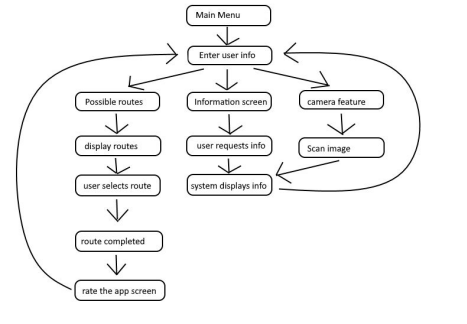 Main Menu
Enter user info
Possible routes
Information screen
camera feature
display routes
user requests info
Scan image
user selects route
system displays info
route completed
rate the app screen